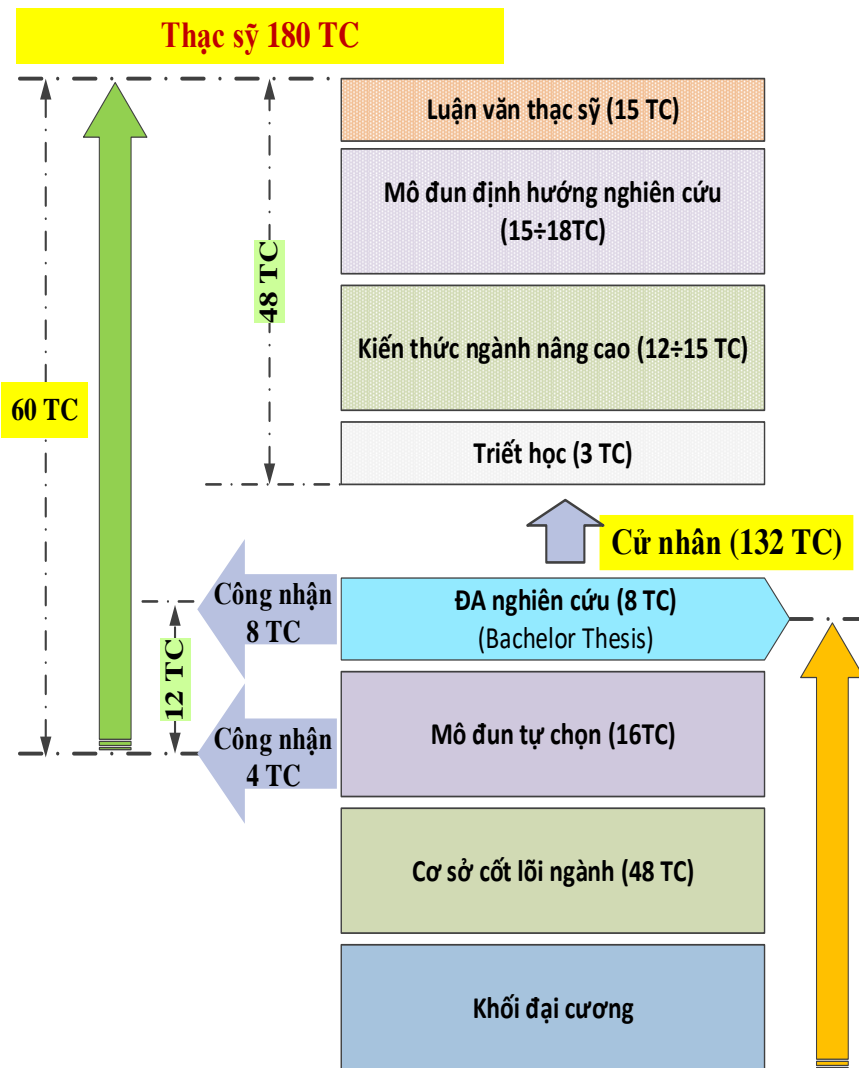 Thạc sỹ 180 TC
Luận văn thạc sỹ (15 TC)
Mô đun định hướng nghiên cứu
(15÷18TC)
48 TC
Kiến thức ngành nâng cao (12÷15 TC)
60 TC
Triết học (3 TC)
Cử nhân (132 TC)
Công nhận
8 TC
ĐA nghiên cứu (8 TC)
(Bachelor Thesis)
12 TC
Công nhận
4 TC
Mô đun tự chọn (16TC)
Cơ sở cốt lõi ngành (48 TC)
Khối đại cương